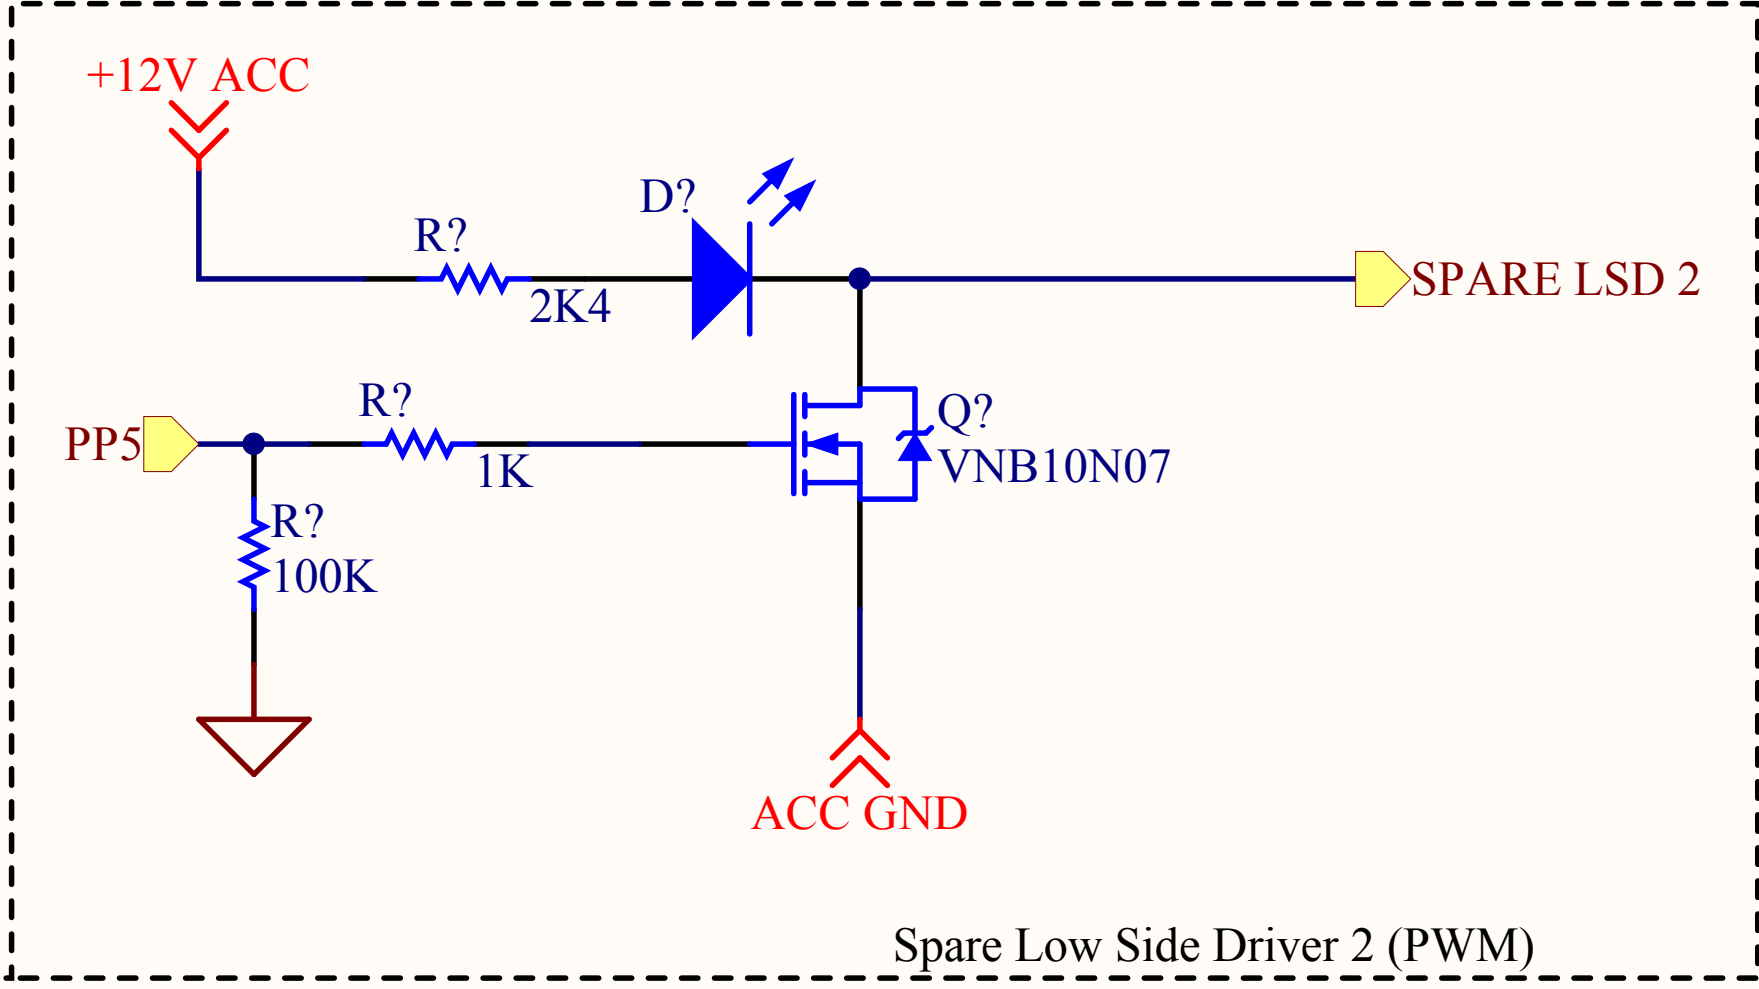 +12V ACC
D?
R?
2K4
SPARE LSD 2
R?
PP5
1K
Q?
VNB10N07
R?
100K
ACC GND
Spare Low Side Driver 2 (PWM)